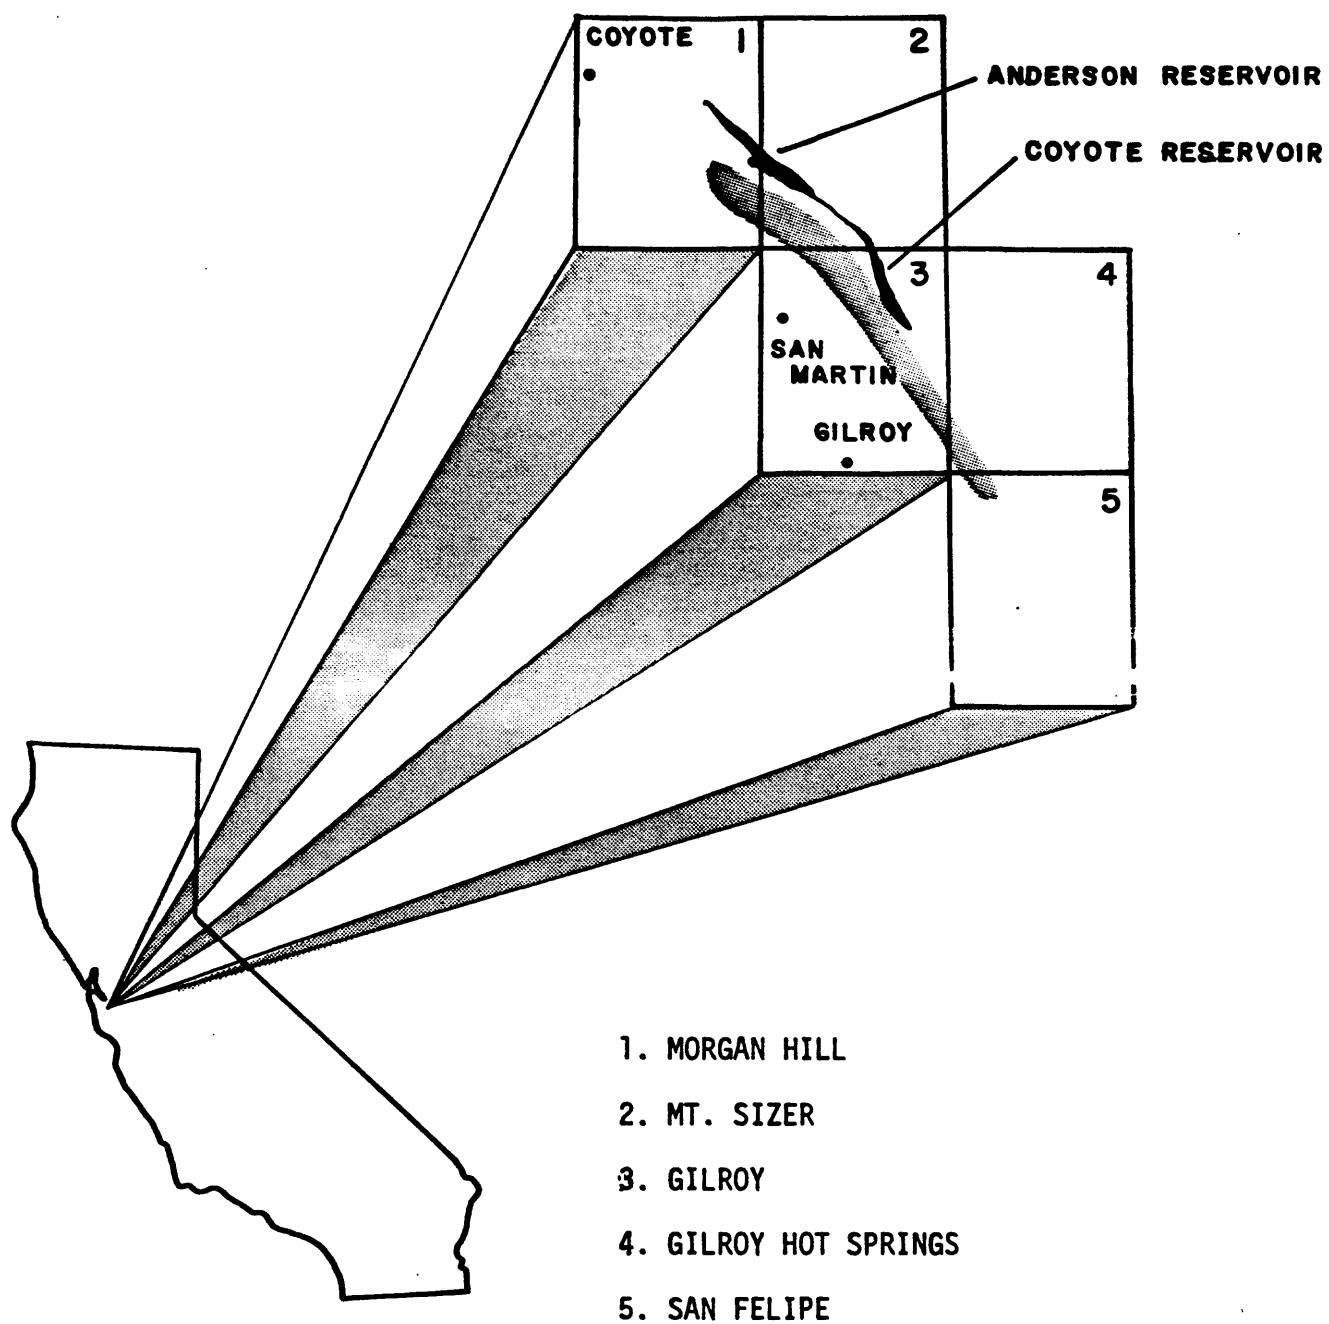 COYOTE
1
2
ANDERSON RESERVOIR
COYOTE RESERVOIR
3
4
SAN
MARTIN
GILROY
5
1. MORGAN HILL
2. MT. SIZER
3. GILROY
4. GILROY HOT SPRINGS
5. SAN FELIPE